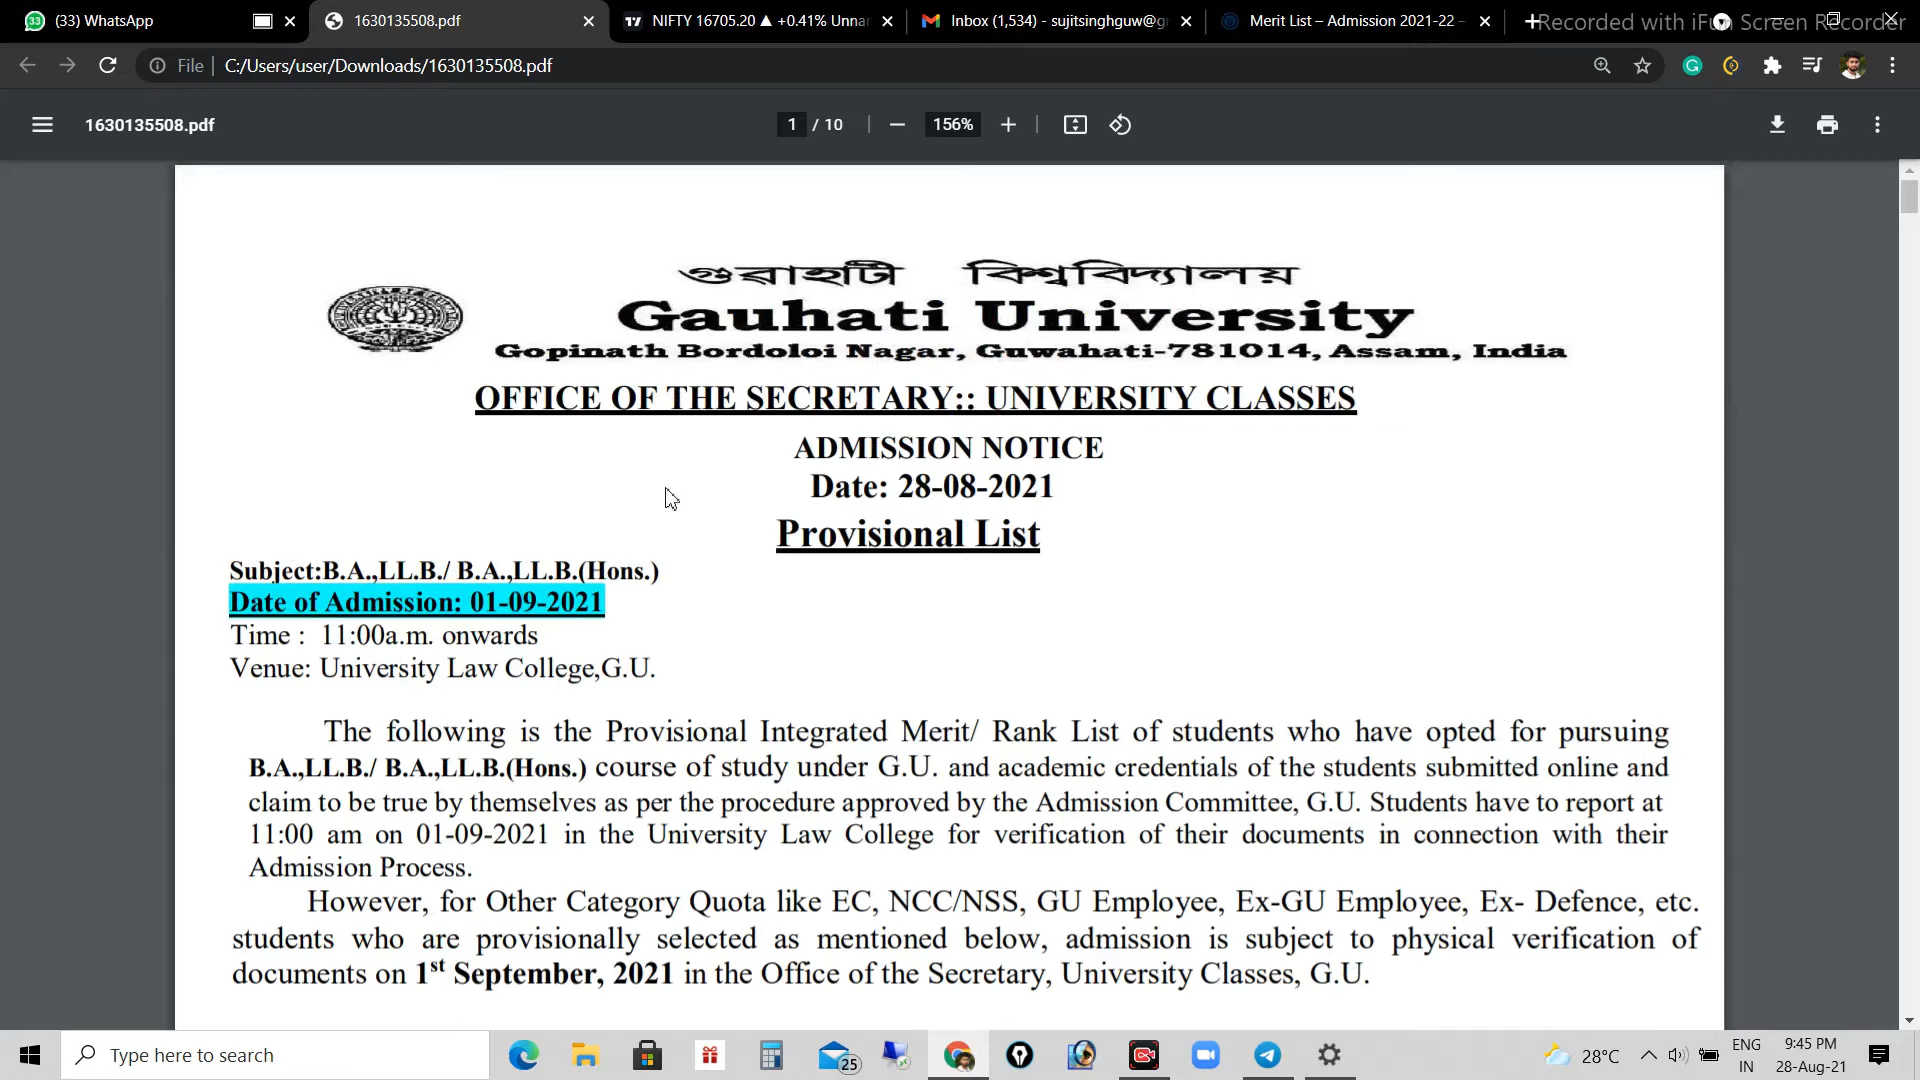 (33) WhatsApp
1630135508.pdf
NIFTY 16705.20 ▲ +0.41% Unna
Inbox (1,534) - sujitsinghguw@g
Merit List – Admission 2021-22 –
Recorded with iFun Screen Recorder
File
C:/Users/user/Downloads/1630135508.pdf
1630135508.pdf
1 / 10
156%
গুৱাহাটী বিশ্ববিদ্যালয়
Gauhati University
Gopinath Bordoloi Nagar, Guwahati-781014, Assam, India
OFFICE OF THE SECRETARY:: UNIVERSITY CLASSES
ADMISSION NOTICE
Date: 28-08-2021
Provisional List
Subject:B.A.,LL.B./ B.A.,LL.B.(Hons.)
Date of Admission: 01-09-2021
Time : 11:00a.m. onwards
Venue: University Law College,G.U.
The following is the Provisional Integrated Merit/ Rank List of students who have opted for pursuing
B.A.,LL.B./ B.A.,LL.B.(Hons.) course of study under G.U. and academic credentials of the students submitted online and
claim to be true by themselves as per the procedure approved by the Admission Committee, G.U. Students have to report at
11:00 am on 01-09-2021 in the University Law College for verification of their documents in connection with their
Admission Process.
However, for Other Category Quota like EC, NCC/NSS, GU Employee, Ex-GU Employee, Ex- Defence, etc.
students who are provisionally selected as mentioned below, admission is subject to physical verification of
documents on 1st September, 2021 in the Office of the Secretary, University Classes, G.U.
Type here to search
25
28°C
ENG
IN
9:45 PM
28-Aug-21